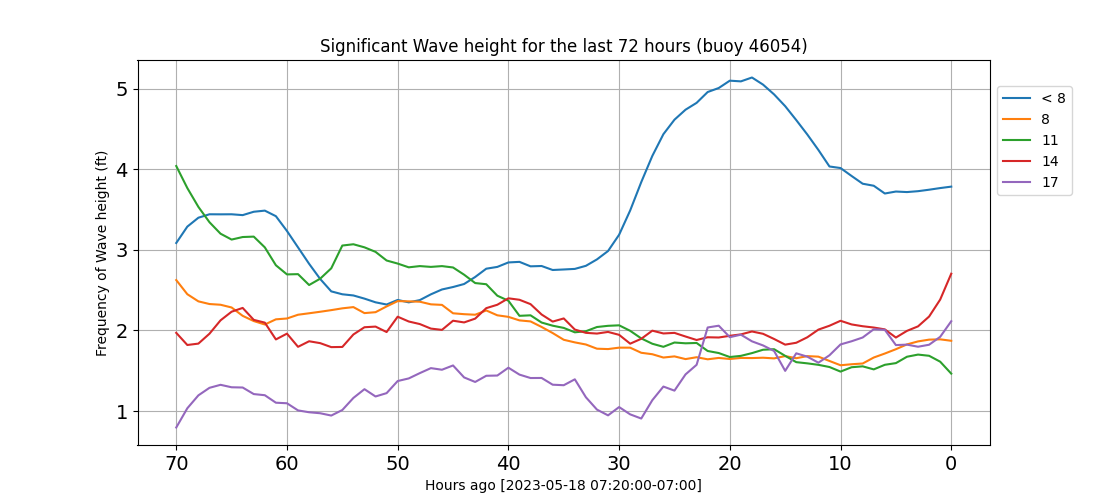 Significant Wave height for the last 72 hours (buoy 46054)
Frequency of Wave height (ft)
5
4
3
2
1
70 60 50 40 30 20 10 0
Hours ago [2023-05-18 07:20:00-07:00]
< 8
8
11
14
17